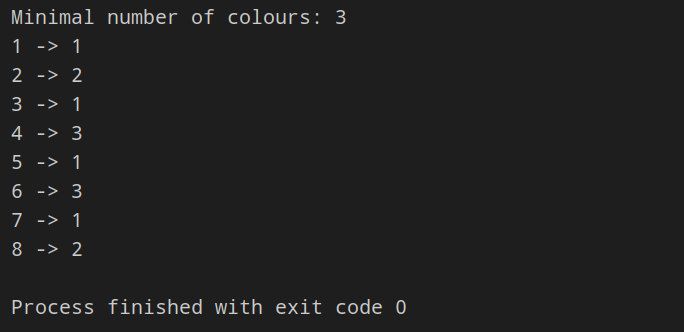 Minimal number of colours: 3
1 -> 1
2 -> 2
3 -> 1
4 -> 3
5 -> 1
6 -> 3
7 -> 1
8 -> 2
Process finished with exit code 0